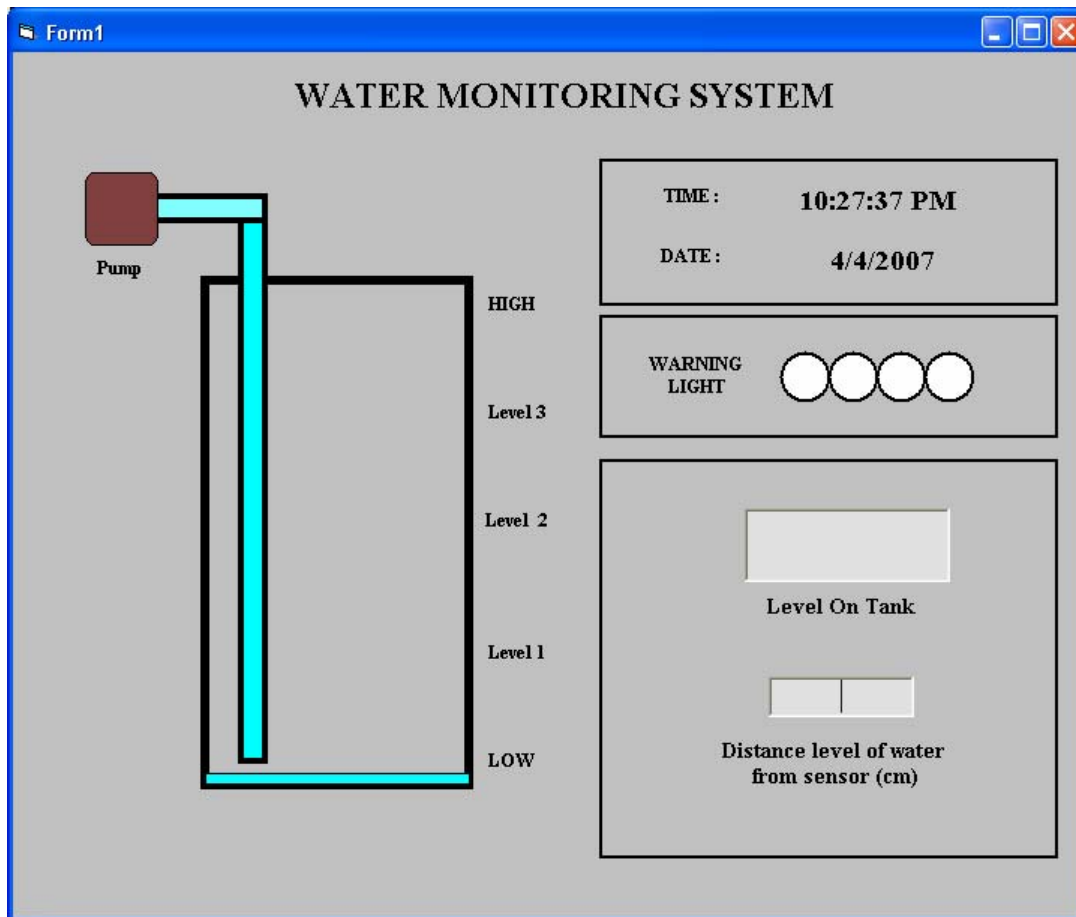 Form1
WATER MONITORING SYSTEM
Pump
HIGH
Level 3
Level 2
Level 1
LOW
TIME : 10:27:37 PM
DATE : 4/4/2007
WARNING
LIGHT
Level On Tank
Distance level of water
from sensor (cm)